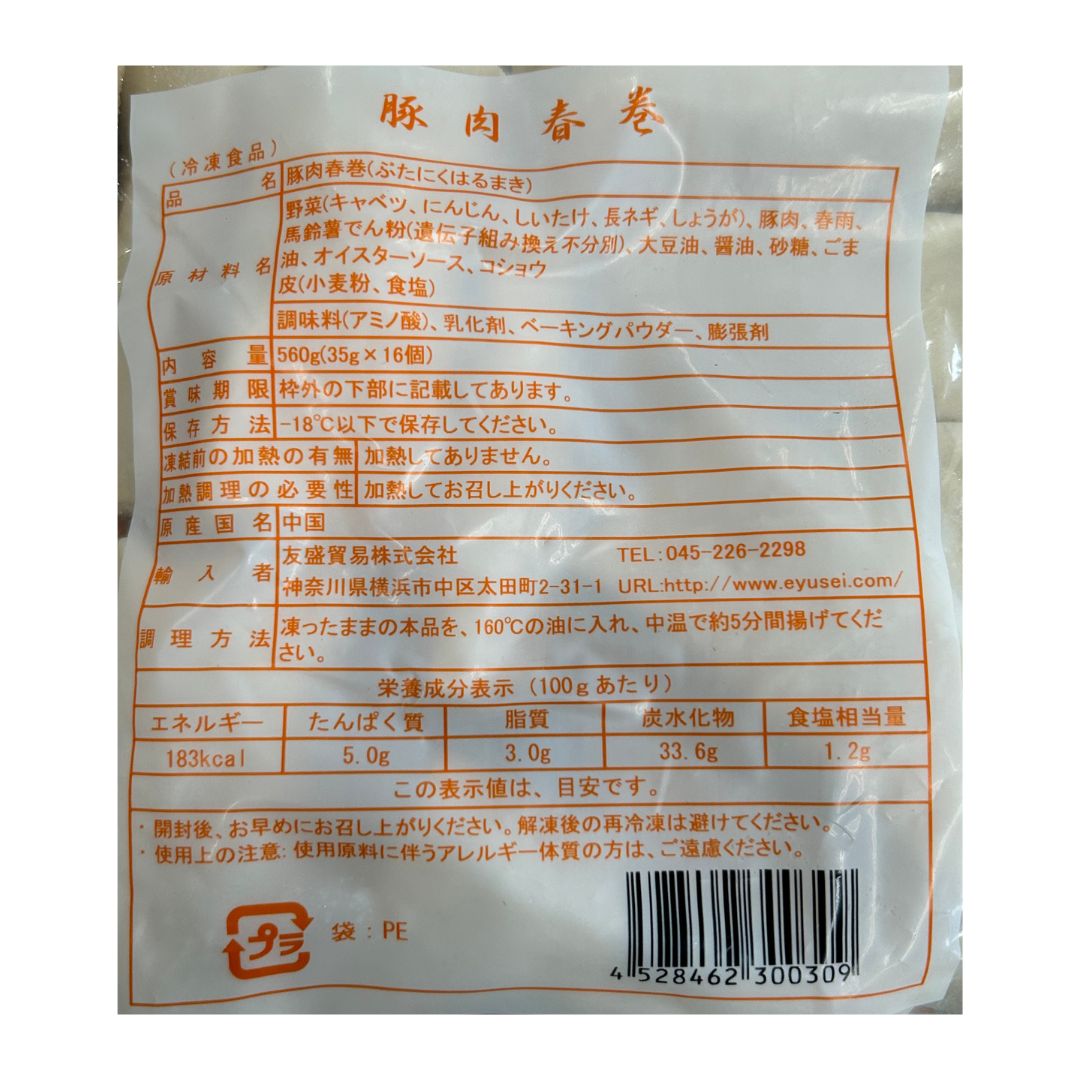 豚肉春巻
(冷凍食品)
品名 豚肉春巻(ぶたにくはるまき)
原材料名 野菜(キャベツ、にんじん、しいたけ、長ネギ、しょうが)、豚肉、春雨、
馬鈴薯でん粉(遺伝子組み換え不分別)、大豆油、醤油、砂糖、ごま
油、オイスターソース、コショウ
皮(小麦粉、食塩)
調味料(アミノ酸)、乳化剤、ベーキングパウダー、膨張剤
内容量 560g(35g×16個)
賞味期限 枠外の下部に記載してあります。
保存方法 -18℃以下で保存してください。
凍結前の加熱の有無 加熱してありません。
加熱調理の必要性 加熱してお召し上がりください。
原産国名 中国
輸入者 友盛貿易株式会社 TEL:045-226-2298
神奈川県横浜市中区太田町2-31-1 URL:http://www.eyusei.com/
調理方法 凍ったままの本品を、160℃の油に入れ、中温で約5分間揚げてくだ
さい。
栄養成分表示(100gあたり)
エネルギー たんぱく質 脂質 炭水化物 食塩相当量
183kcal 5.0g 3.0g 33.6g 1.2g
この表示値は、目安です。
・開封後、お早めにお召し上がりください。解凍後の再冷凍は避けてください。
・使用上の注意:使用原料に伴うアレルギー体質の方は、ご遠慮ください。
プラ 袋:PE
4 528462 300309